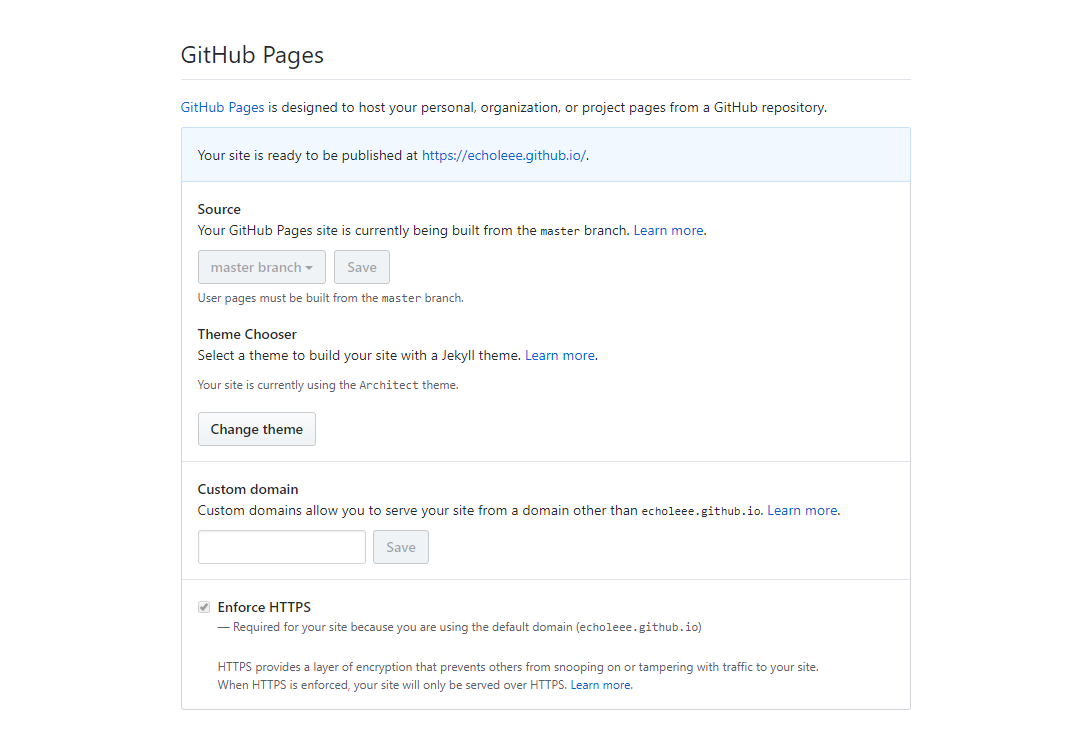 GitHub Pages
GitHub Pages is designed to host your personal, organization, or project pages from a GitHub repository.
Your site is ready to be published at https://echoleee.github.io/.
Source
Your GitHub Pages site is currently being built from the master branch. Learn more.
master branch Save
User pages must be built from the master branch.
Theme Chooser
Select a theme to build your site with a Jekyll theme. Learn more.
Your site is currently using the Architect theme.
Change theme
Custom domain
Custom domains allow you to serve your site from a domain other than echoleee.github.io. Learn more.
Save
Enforce HTTPS
— Required for your site because you are using the default domain (echoleee.github.io)
HTTPS provides a layer of encryption that prevents others from snooping on or tampering with traffic to your site.
When HTTPS is enforced, your site will only be served over HTTPS. Learn more.